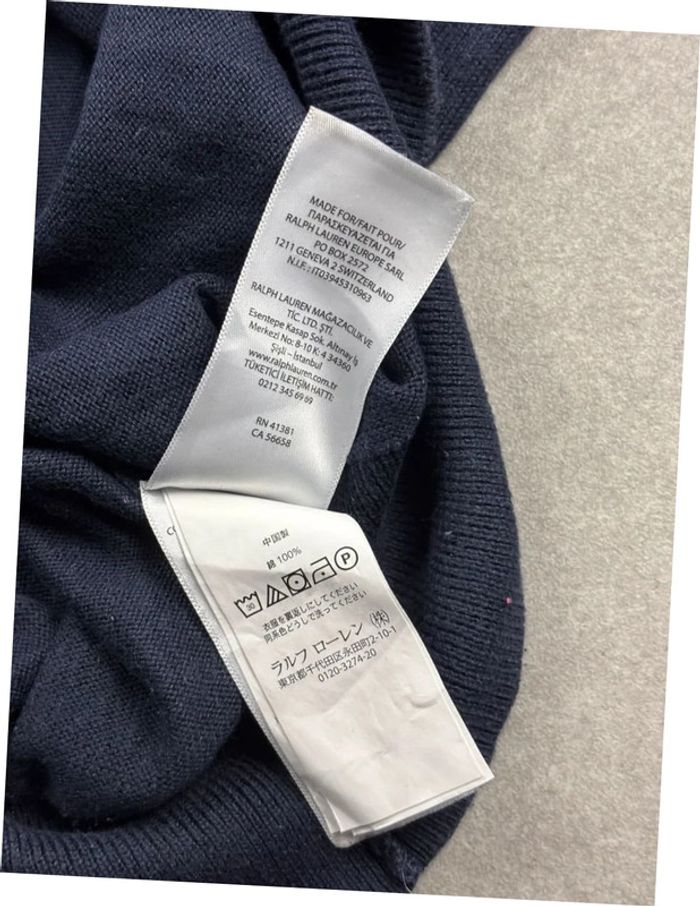 MADE FOR/FAIT POUR/
ΠΑΡΑΣΚΕΥΑΖΕΤΑΙ ΓΙΑ
RALPH LAUREN EUROPE SARL
PO BOX 2572
1211 GENEVA 2 SWITZERLAND
N.I.F.: IT03945310963
RALPH LAUREN MAĞAZACILIK VE
TİC. LTD. ŞTİ.
Esentepe Kasap Sok. Altınay İş
Merkezi No: 8-10 K: 4 34360
Şişli – İstanbul
www.ralphlauren.com.tr
TÜKETİCİ İLETİŞİM HATTI:
0212 345 69 69
RN 41381
CA 56658
中国製
綿 100%
30 P
衣服を裏返しにしてください
同系色どうしで洗ってください
ラルフ ローレン (株)
東京都千代田区永田町2-10-1
0120-3274-20